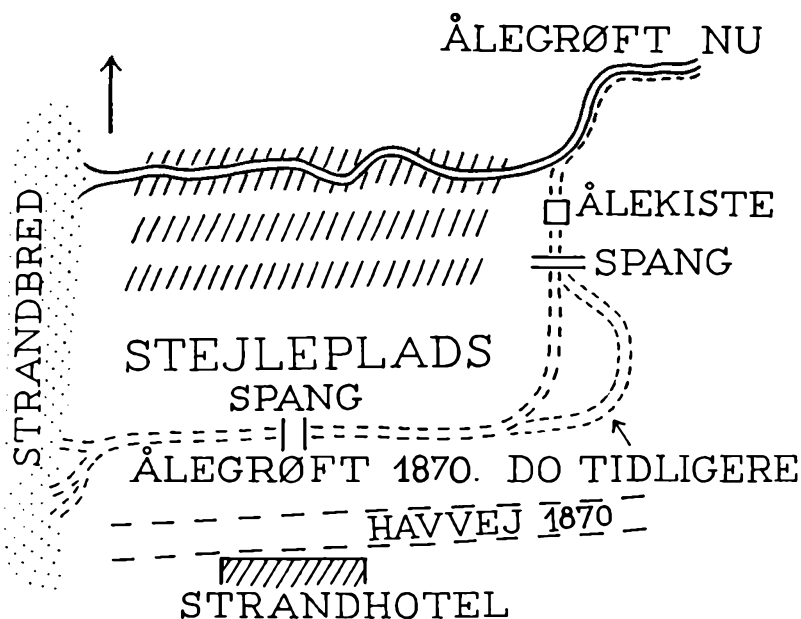 ÅLEGRØFT NU
ÅLEKISTE
SPANG
STRANDBRED
STEJLEPLADS
SPANG
ÅLEGRØFT 1870. DO TIDLIGERE
HAVVEJ 1870
STRANDHOTEL